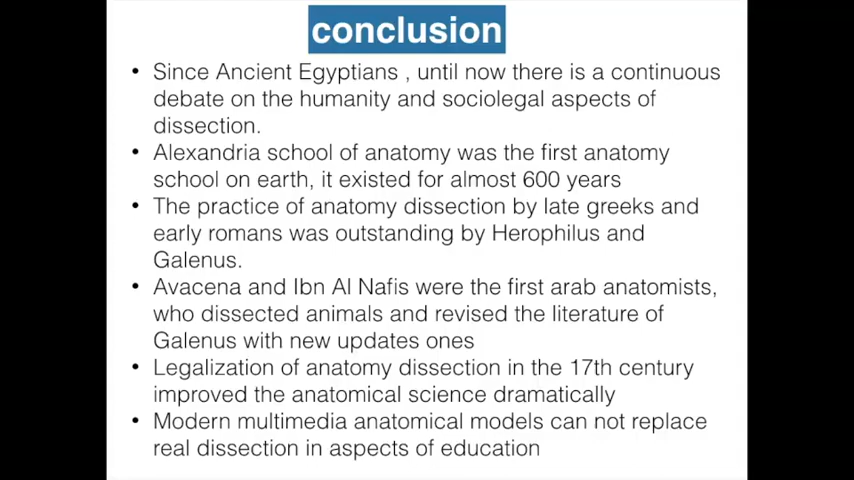 conclusion
• Since Ancient Egyptians , until now there is a continuous
debate on the humanity and sociolegal aspects of
dissection.
• Alexandria school of anatomy was the first anatomy
school on earth, it existed for almost 600 years
• The practice of anatomy dissection by late greeks and
early romans was outstanding by Herophilus and
Galenus.
• Avacena and Ibn Al Nafis were the first arab anatomists,
who dissected animals and revised the literature of
Galenus with new updates ones
• Legalization of anatomy dissection in the 17th century
improved the anatomical science dramatically
• Modern multimedia anatomical models can not replace
real dissection in aspects of education